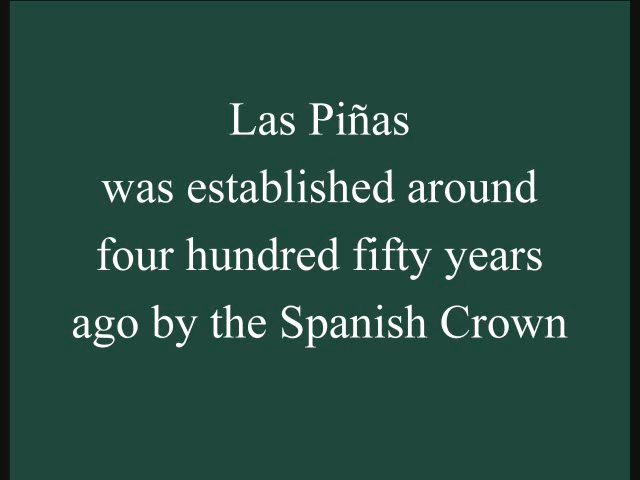 Las Piñas
was established around
four hundred fifty years
ago by the Spanish Crown